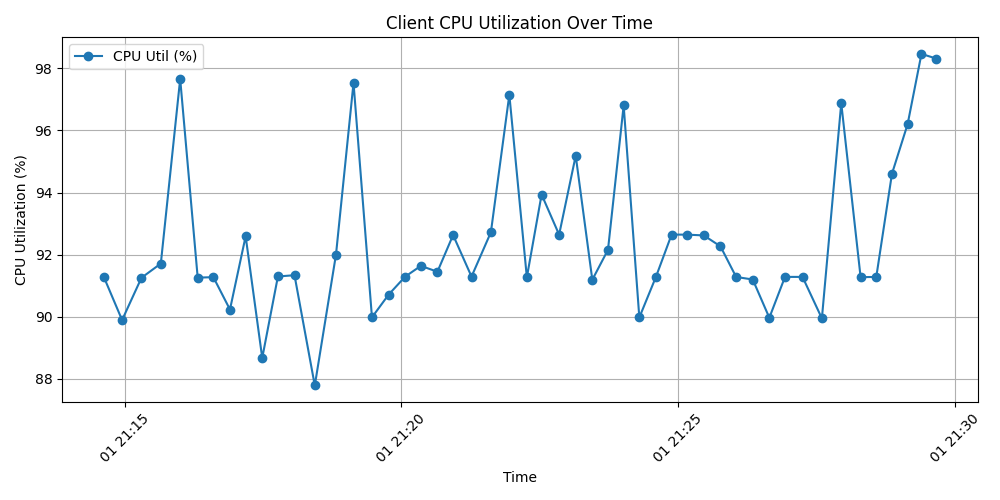 Client CPU Utilization Over Time
CPU Util (%)
CPU Utilization (%)
98
96
94
92
90
88
01 21:15
01 21:20
01 21:25
01 21:30
Time